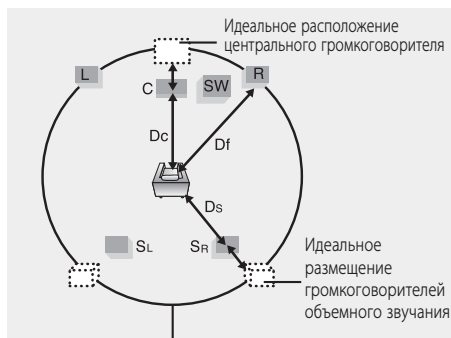 Идеальное расположение
центрального громкоговорителя
L
C
SW
R
Dc
Df
Ds
SL
SR
Идеальное
размещение
громкоговорителей
объемного звучания